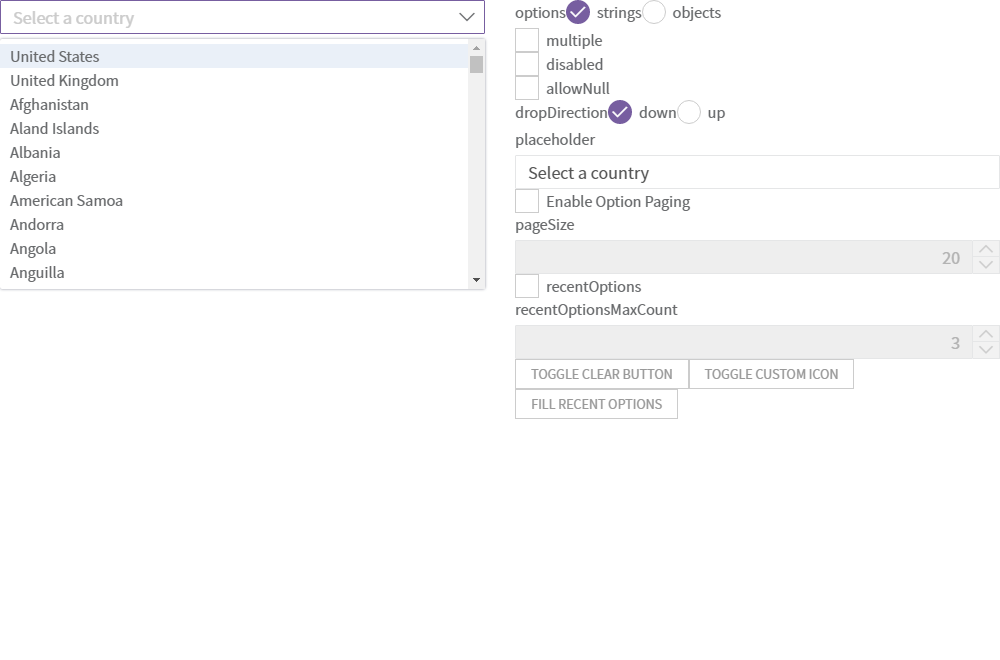 Select a country
United States
United Kingdom
Afghanistan
Aland Islands
Albania
Algeria
American Samoa
Andorra
Angola
Anguilla
options strings objects
multiple
disabled
allowNull
dropDirection down up
placeholder
Select a country
Enable Option Paging
pageSize
20
recentOptions
recentOptionsMaxCount
3
TOGGLE CLEAR BUTTON TOGGLE CUSTOM ICON
FILL RECENT OPTIONS